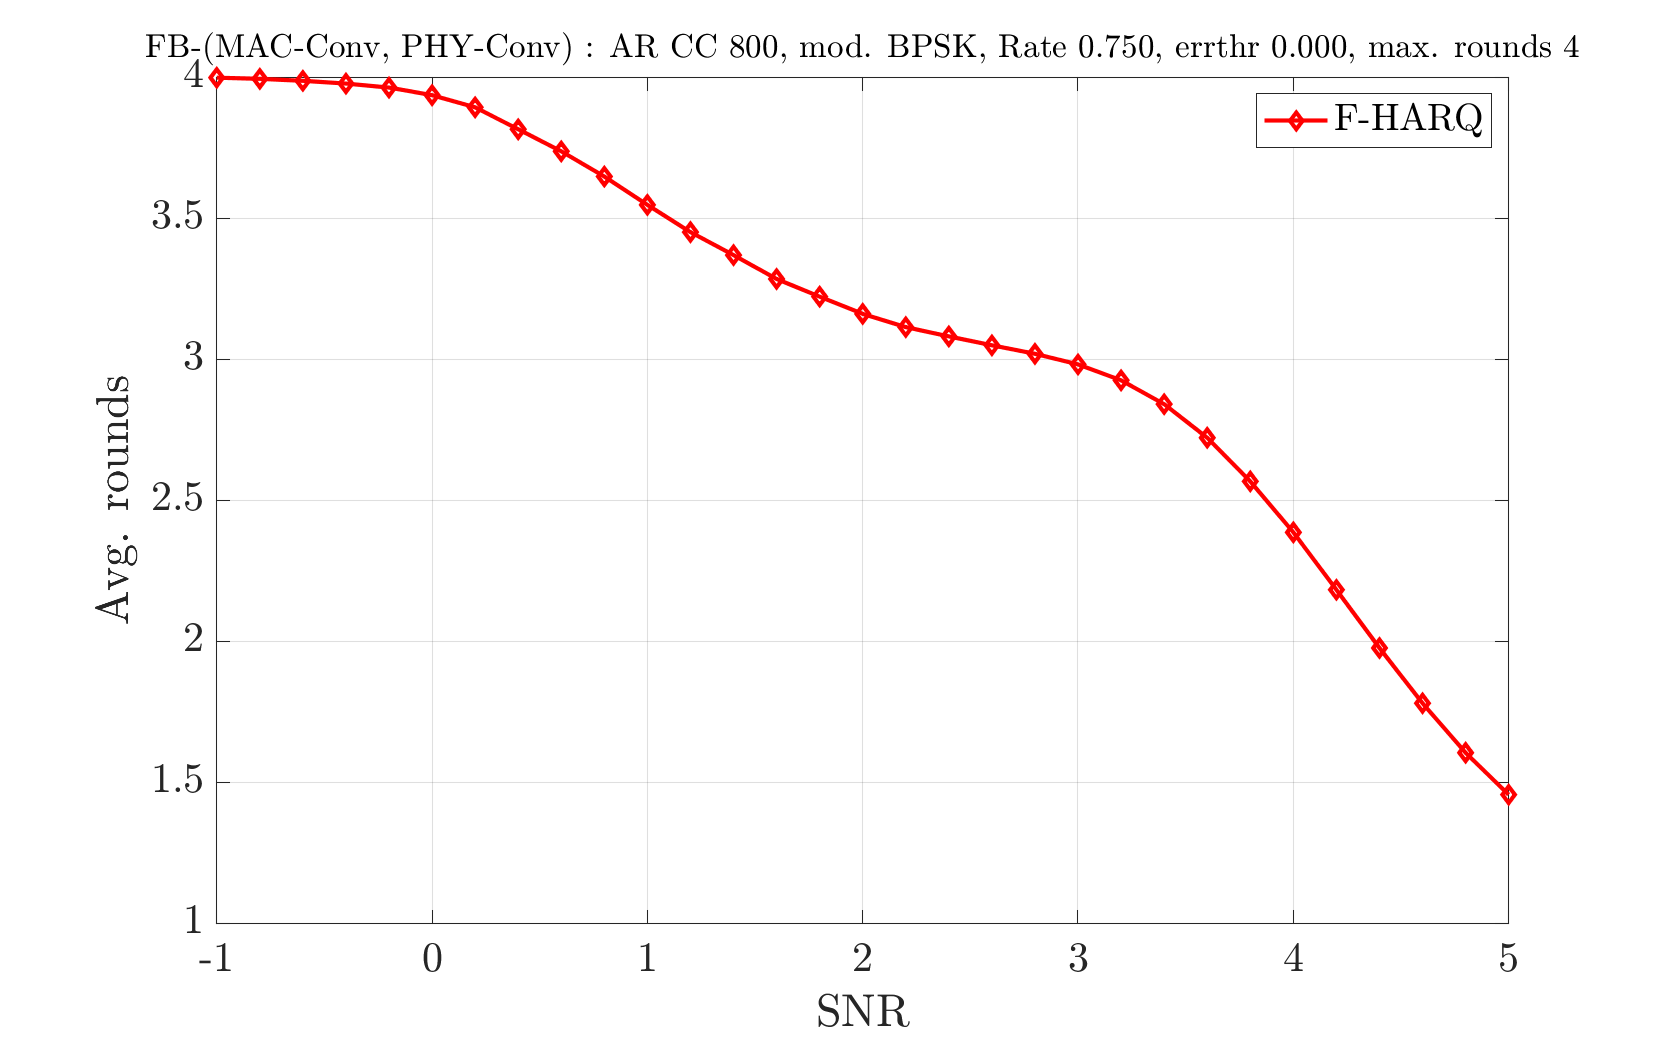 FB-(MAC-Conv, PHY-Conv) : AR CC 800, mod. BPSK, Rate 0.750, errthr 0.000, max. rounds 4
F-HARQ
4
3.5
3
2.5
2
1.5
1
Avg. rounds
-1 0 1 2 3 4 5
SNR